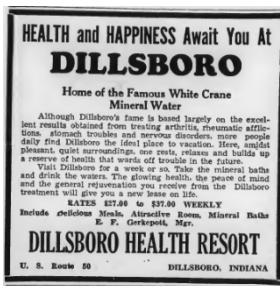 HEALTH and HAPPINESS Await You At
DILLSBORO
Home of the Famous White Crane
Mineral Water
Although Dillsboro's fame is based largely on the excel-
lent results obtained from treating arthritis, rheumatic afflic-
tions, stomach troubles and nervous disorders, more people
daily find Dillsboro the ideal place to vacation. Here, amidst
pleasant, quiet surroundings, one rests, relaxes and builds up
a reserve of health that wards off trouble in the future.
Visit Dillsboro for a week or so. Take the mineral baths
and drink the waters. The glowing health, the peace of mind
and the general rejuvenation you receive from the Dillsboro
treatment will give you a new lease on life.
RATES $27.00 to $37.00 WEEKLY
Include Delicious Meals, Attractive Room, Mineral Baths
E. F. Gerkepott, Mgr.
DILLSBORO HEALTH RESORT
U. S. Route 50 DILLSBORO, INDIANA